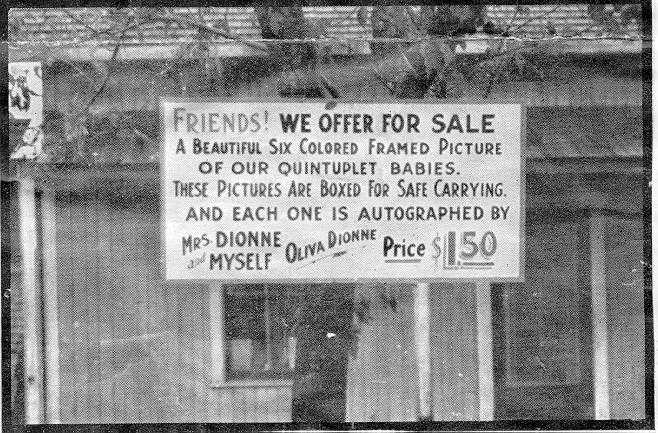 FRIENDS! WE OFFER FOR SALE
A BEAUTIFUL SIX COLORED FRAMED PICTURE
OF OUR QUINTUPLET BABIES.
THESE PICTURES ARE BOXED FOR SAFE CARRYING.
AND EACH ONE IS AUTOGRAPHED BY
MRS. DIONNE
and MYSELF
OLIVA DIONNE
Price $1.50